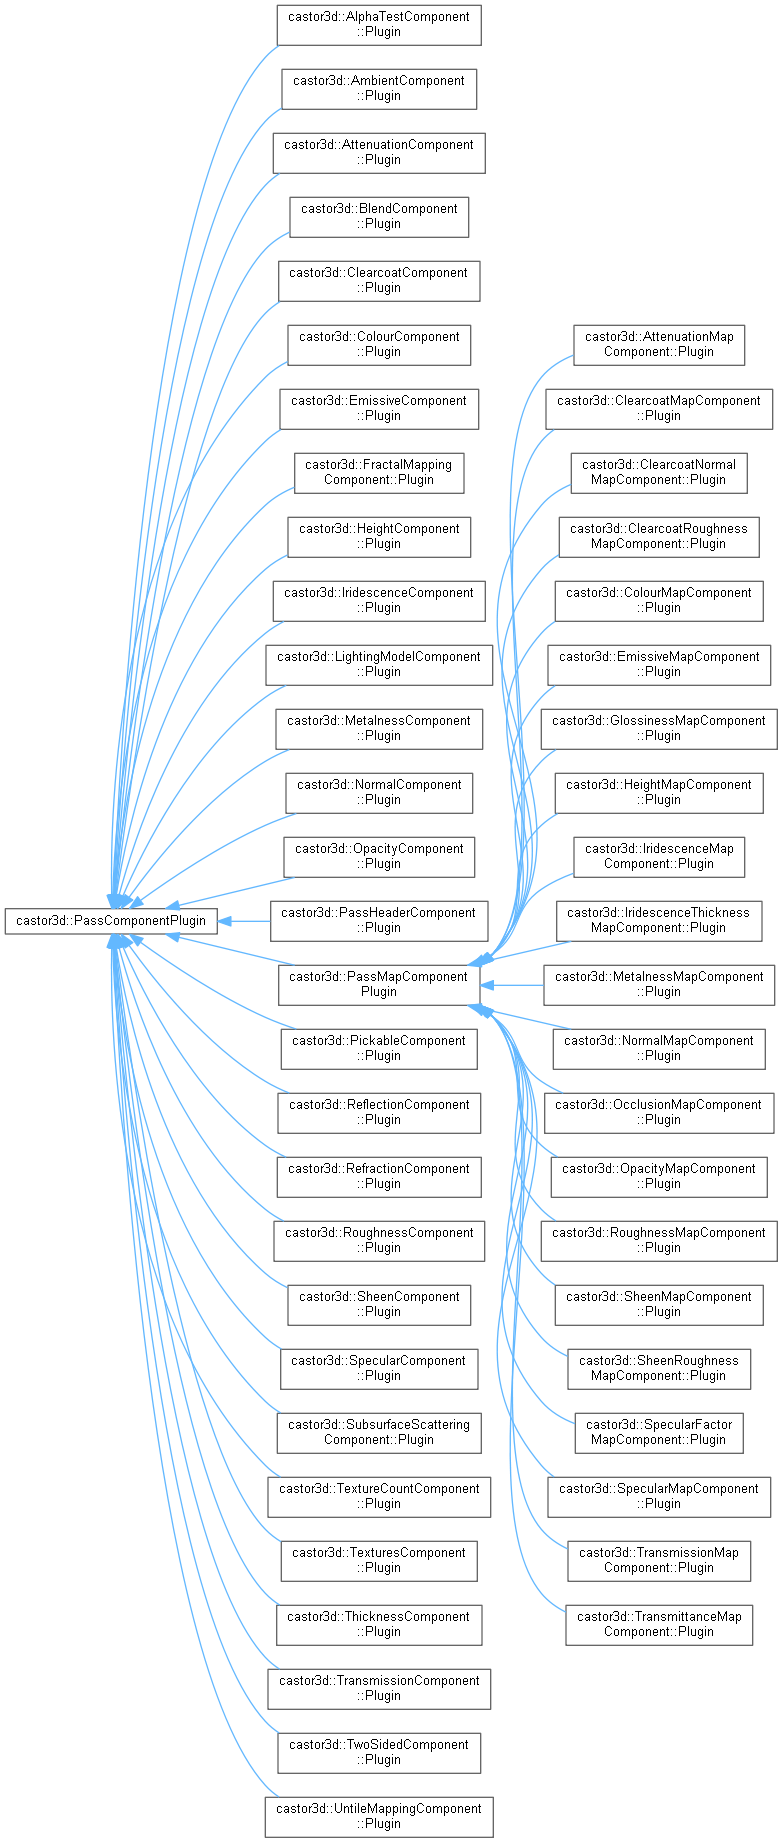 castor3d::AlphaTestComponent
::Plugin
castor3d::AmbientComponent
::Plugin
castor3d::AttenuationComponent
::Plugin
castor3d::BlendComponent
::Plugin
castor3d::ClearcoatComponent
::Plugin
castor3d::ColourComponent
::Plugin
castor3d::EmissiveComponent
::Plugin
castor3d::FractalMapping
Component::Plugin
castor3d::HeightComponent
::Plugin
castor3d::IridescenceComponent
::Plugin
castor3d::LightingModelComponent
::Plugin
castor3d::MetalnessComponent
::Plugin
castor3d::NormalComponent
::Plugin
castor3d::OpacityComponent
::Plugin
castor3d::PassComponentPlugin
castor3d::PassHeaderComponent
::Plugin
castor3d::PassMapComponent
Plugin
castor3d::PickableComponent
::Plugin
castor3d::ReflectionComponent
::Plugin
castor3d::RefractionComponent
::Plugin
castor3d::RoughnessComponent
::Plugin
castor3d::SheenComponent
::Plugin
castor3d::SpecularComponent
::Plugin
castor3d::SubsurfaceScattering
Component::Plugin
castor3d::TextureCountComponent
::Plugin
castor3d::TexturesComponent
::Plugin
castor3d::ThicknessComponent
::Plugin
castor3d::TransmissionComponent
::Plugin
castor3d::TwoSidedComponent
::Plugin
castor3d::UntileMappingComponent
::Plugin
castor3d::AttenuationMap
Component::Plugin
castor3d::ClearcoatMapComponent
::Plugin
castor3d::ClearcoatNormal
MapComponent::Plugin
castor3d::ClearcoatRoughness
MapComponent::Plugin
castor3d::ColourMapComponent
::Plugin
castor3d::EmissiveMapComponent
::Plugin
castor3d::GlossinessMapComponent
::Plugin
castor3d::HeightMapComponent
::Plugin
castor3d::IridescenceMap
Component::Plugin
castor3d::IridescenceThickness
MapComponent::Plugin
castor3d::MetalnessMapComponent
::Plugin
castor3d::NormalMapComponent
::Plugin
castor3d::OcclusionMapComponent
::Plugin
castor3d::OpacityMapComponent
::Plugin
castor3d::RoughnessMapComponent
::Plugin
castor3d::SheenMapComponent
::Plugin
castor3d::SheenRoughness
MapComponent::Plugin
castor3d::SpecularFactor
MapComponent::Plugin
castor3d::SpecularMapComponent
::Plugin
castor3d::TransmissionMap
Component::Plugin
castor3d::TransmittanceMap
Component::Plugin